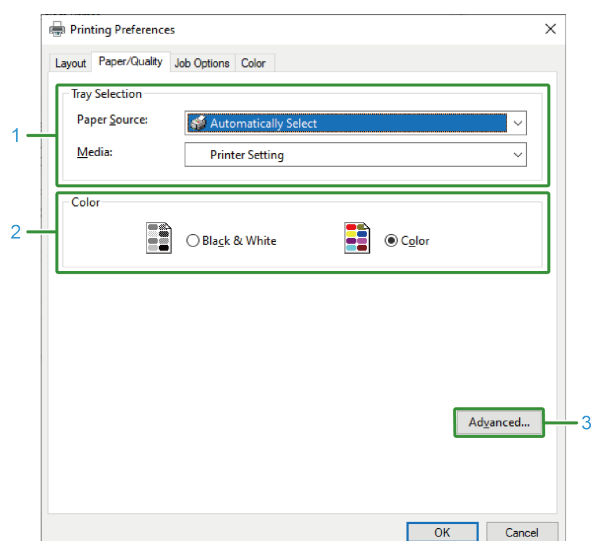 Printing Preferences
Layout Paper/Quality Job Options Color
Tray Selection
Paper Source: Automatically Select
1
Media: Printer Setting
Color
2
Black & White Color
Advanced... 3
OK Cancel